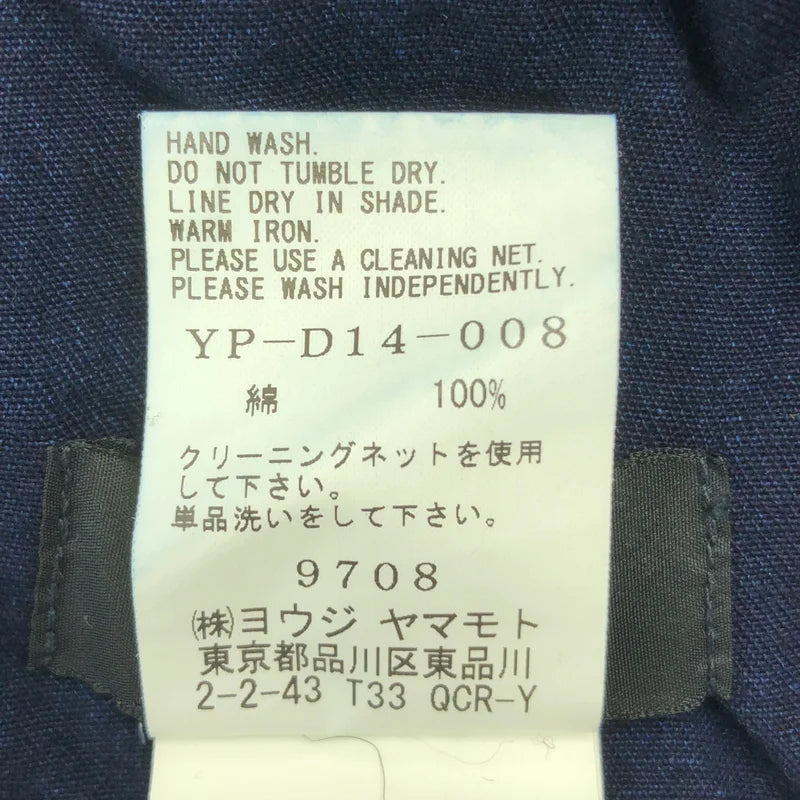 HAND WASH.
DO NOT TUMBLE DRY.
LINE DRY IN SHADE.
WARM IRON.
PLEASE USE A CLEANING NET.
PLEASE WASH INDEPENDENTLY.
YP-D14-008
綿 100%
クリーニングネットを使用
して下さい。
単品洗いをして下さい。
9708
(株)ヨウジ ヤマモト
東京都品川区東品川
2-2-43 T33 QCR-Y